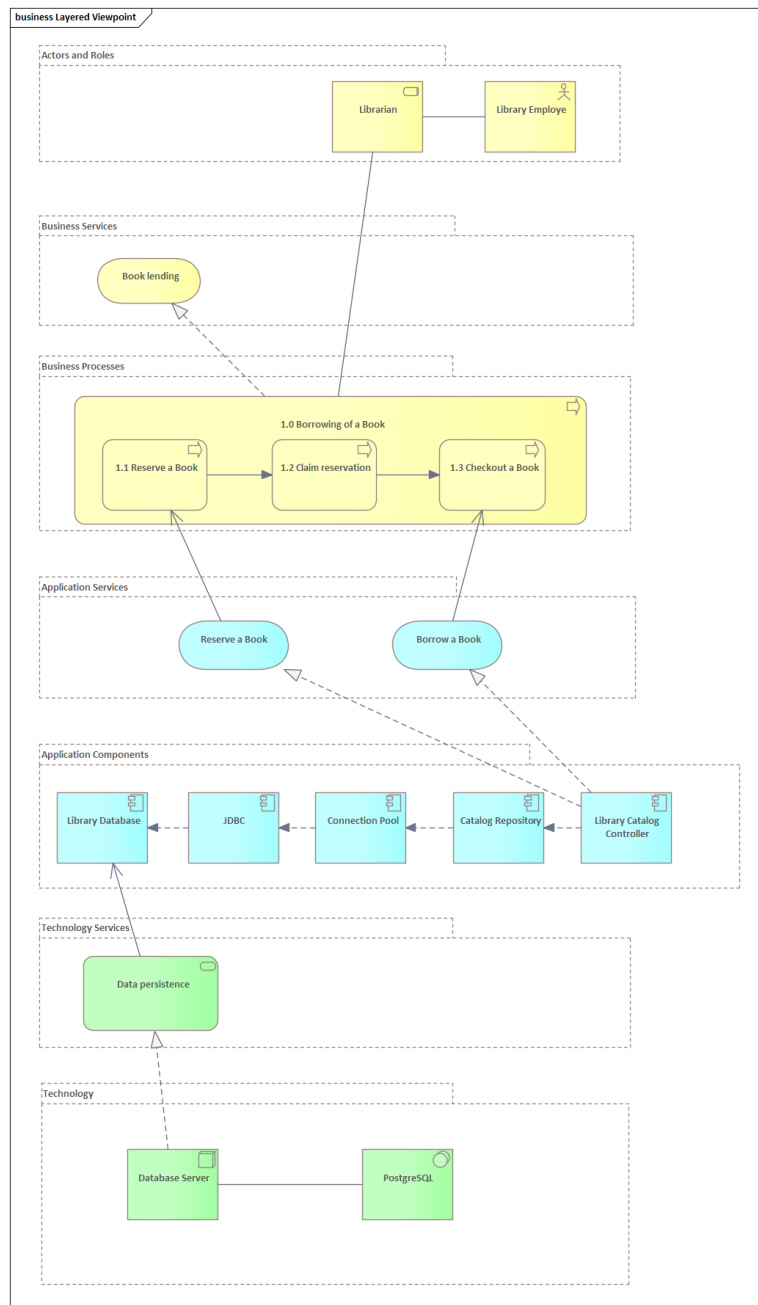 business Layered Viewpoint
Actors and Roles
Librarian
Library Employe
Business Services
Book lending
Business Processes
1.0 Borrowing of a Book
1.1 Reserve a Book
1.2 Claim reservation
1.3 Checkout a Book
Application Services
Reserve a Book
Borrow a Book
Application Components
Library Database
JDBC
Connection Pool
Catalog Repository
Library Catalog
Controller
Technology Services
Data persistence
Technology
Database Server
PostgreSQL